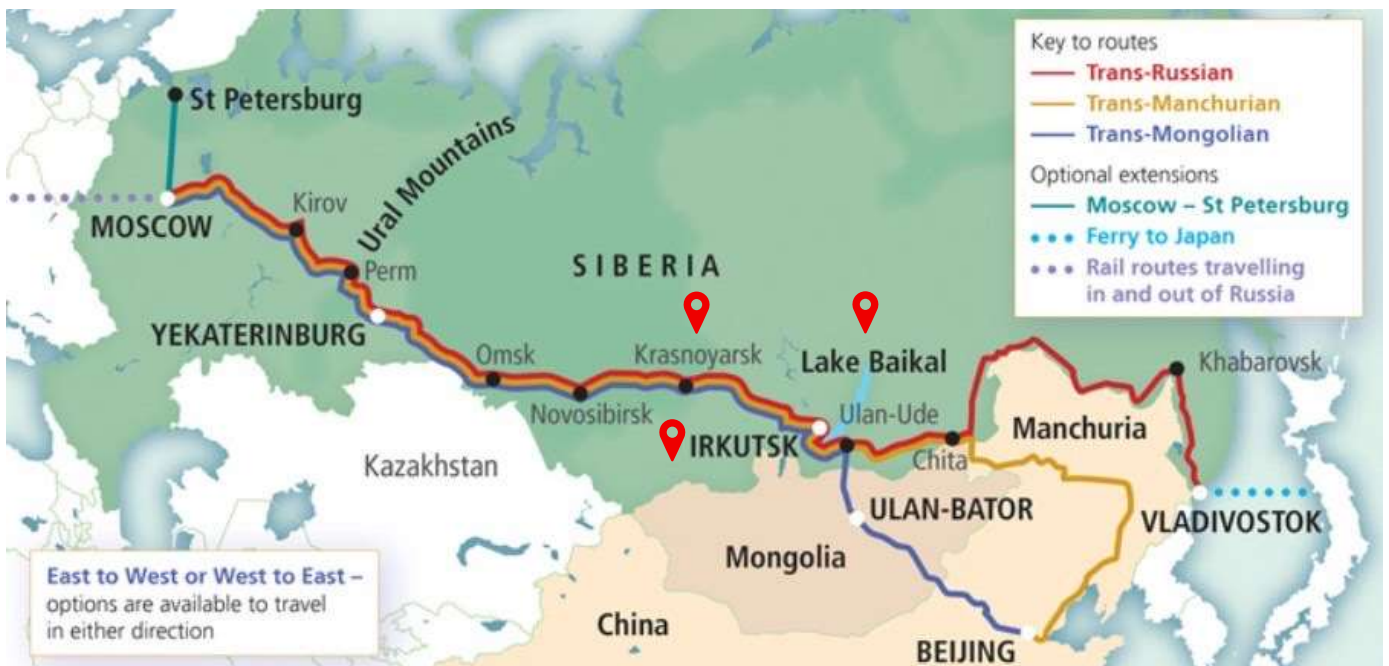 Key to routes
Trans-Russian
Trans-Manchurian
Trans-Mongolian
Optional extensions
Moscow – St Petersburg
Ferry to Japan
Rail routes travelling
in and out of Russia
St Petersburg
MOSCOW
Kirov
Ural Mountains
Perm
YEKATERINBURG
SIBERIA
Omsk
Novosibirsk
Krasnoyarsk
Lake Baikal
IRKUTSK
Ulan-Ude
Chita
Manchuria
Khabarovsk
Kazakhstan
ULAN-BATOR
VLADIVOSTOK
Mongolia
China
BEIJING
East to West or West to East –
options are available to travel
in either direction